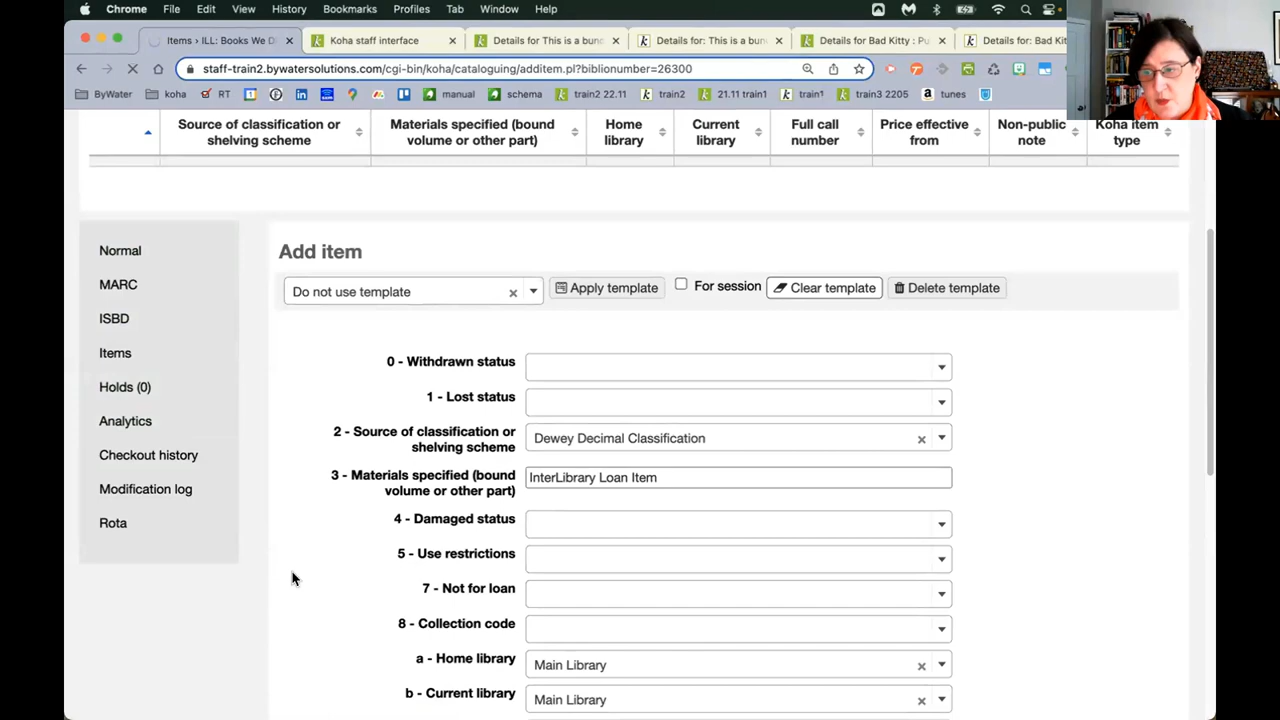 Chrome File Edit View History Bookmarks Profiles Tab Window Help
Items › ILL: Books We D
Koha staff interface
Details for This is a bun
Details for: This is a bun
Details for Bad Kitty : Pu
Details for: Bad Kit
staff-train2.bywatersolutions.com/cgi-bin/koha/cataloguing/additem.pl?biblionumber=26300
ByWater koha RT manual schema train2 22.11 train2 21.11 train1 train1 train3 2205 tunes
Source of classification or shelving scheme
Materials specified (bound volume or other part)
Home library
Current library
Full call number
Price effective from
Non-public note
Koha item type
Normal
MARC
ISBD
Items
Holds (0)
Analytics
Checkout history
Modification log
Rota
Add item
Do not use template
Apply template
For session
Clear template
Delete template
0 - Withdrawn status
1 - Lost status
2 - Source of classification or shelving scheme
Dewey Decimal Classification
3 - Materials specified (bound volume or other part)
InterLibrary Loan Item
4 - Damaged status
5 - Use restrictions
7 - Not for loan
8 - Collection code
a - Home library
Main Library
b - Current library
Main Library